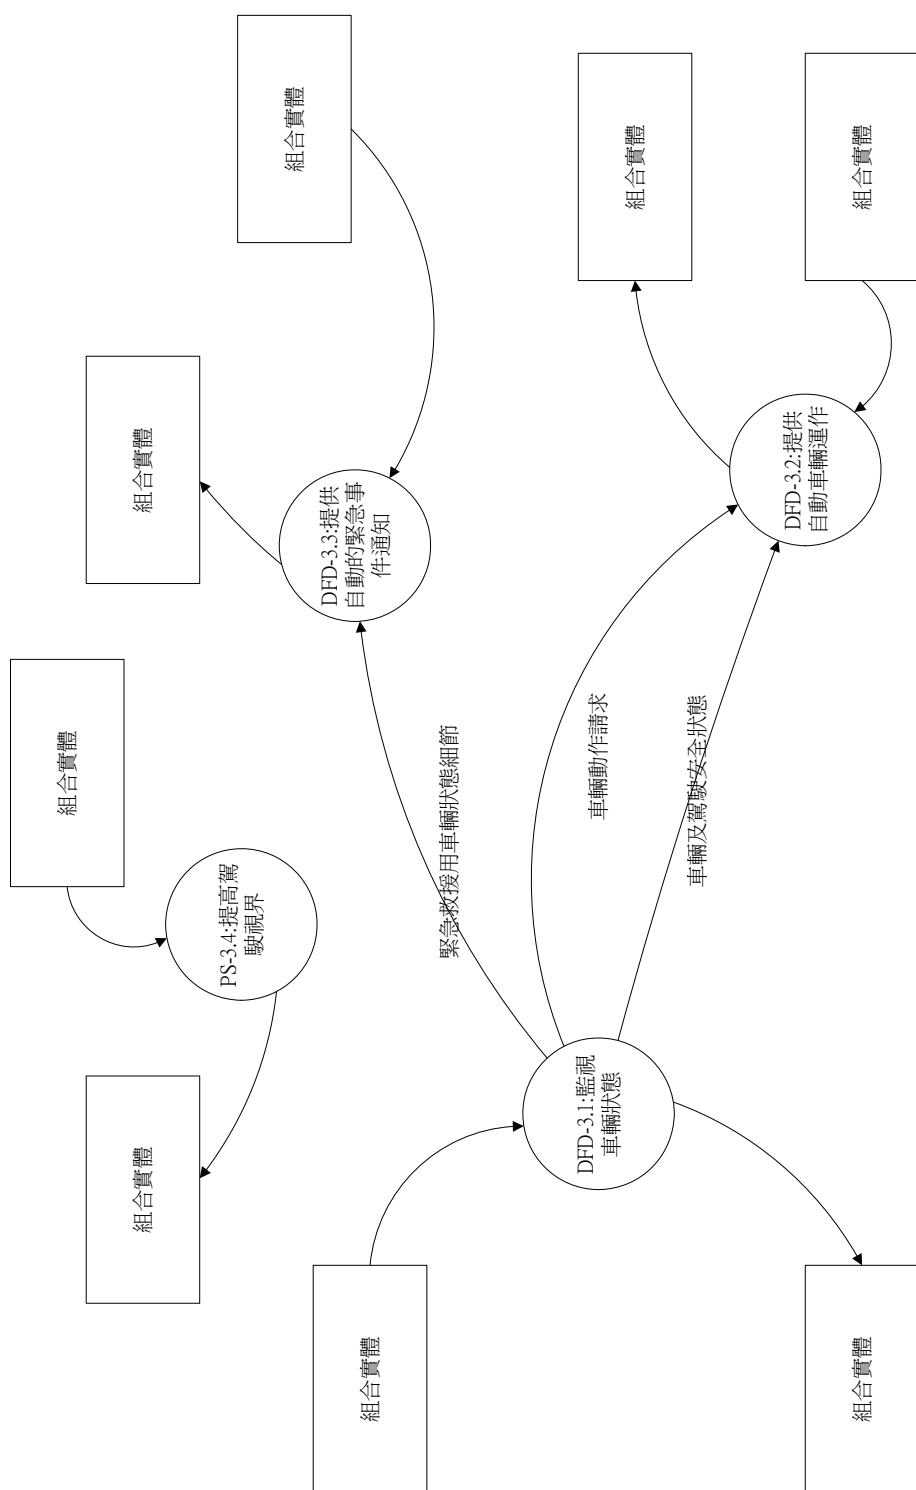 組合實體
組合實體
組合實體
PS-3.4:提高駕
駛視界
組合實體
DFD-3.3:提供
自動的緊急事
件通知
組合實體
緊急救援用車輛狀態細節
DFD-3.1:監視
車輛狀態
車輛動作請求
組合實體
車輛及駕駛安全狀態
DFD-3.2:提供
自動車輛運作
組合實體
組合實體